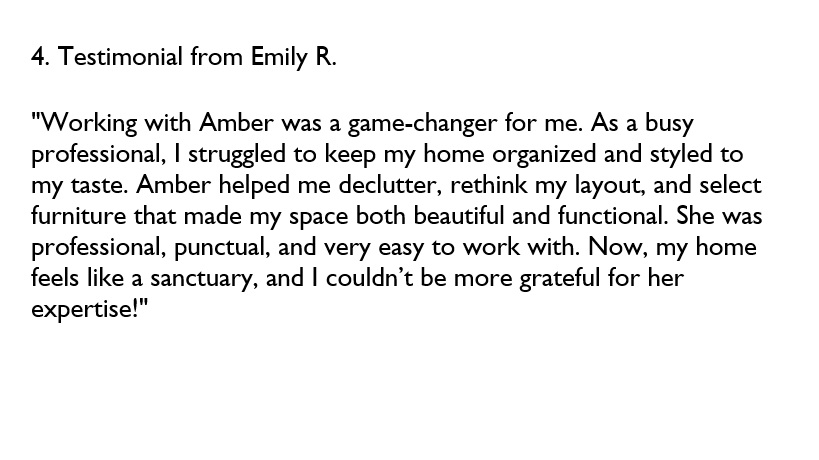 4. Testimonial from Emily R.
"Working with Amber was a game-changer for me. As a busy
professional, I struggled to keep my home organized and styled to
my taste. Amber helped me declutter, rethink my layout, and select
furniture that made my space both beautiful and functional. She was
professional, punctual, and very easy to work with. Now, my home
feels like a sanctuary, and I couldn’t be more grateful for her
expertise!"